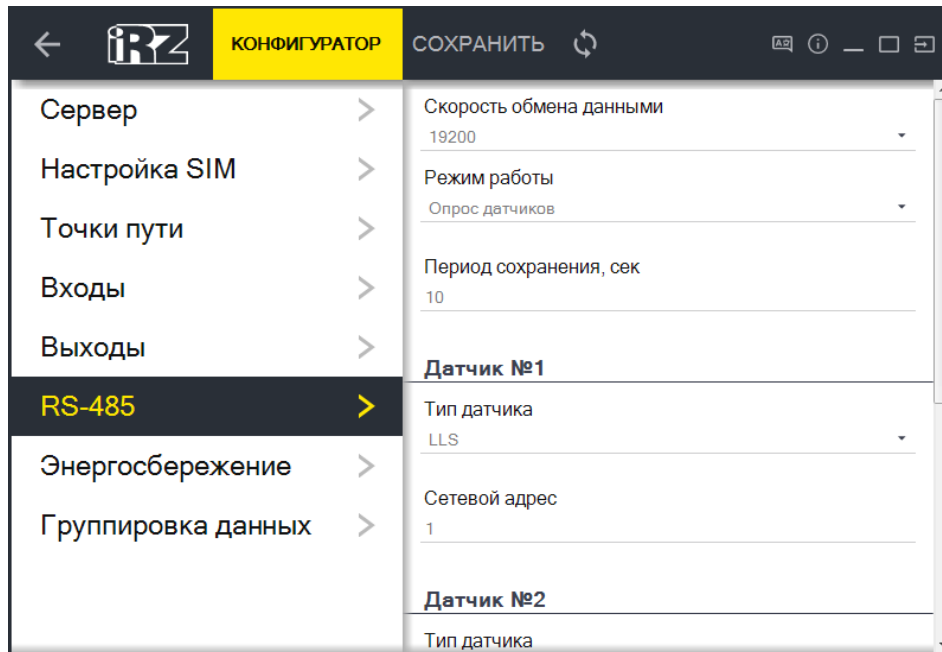 iRZ
КОНФИГУРАТОР
СОХРАНИТЬ
Сервер
Настройка SIM
Точки пути
Входы
Выходы
RS-485
Энергосбережение
Группировка данных
Скорость обмена данными
19200
Режим работы
Опрос датчиков
Период сохранения, сек
10
Датчик №1
Тип датчика
LLS
Сетевой адрес
1
Датчик №2
Тип датчика